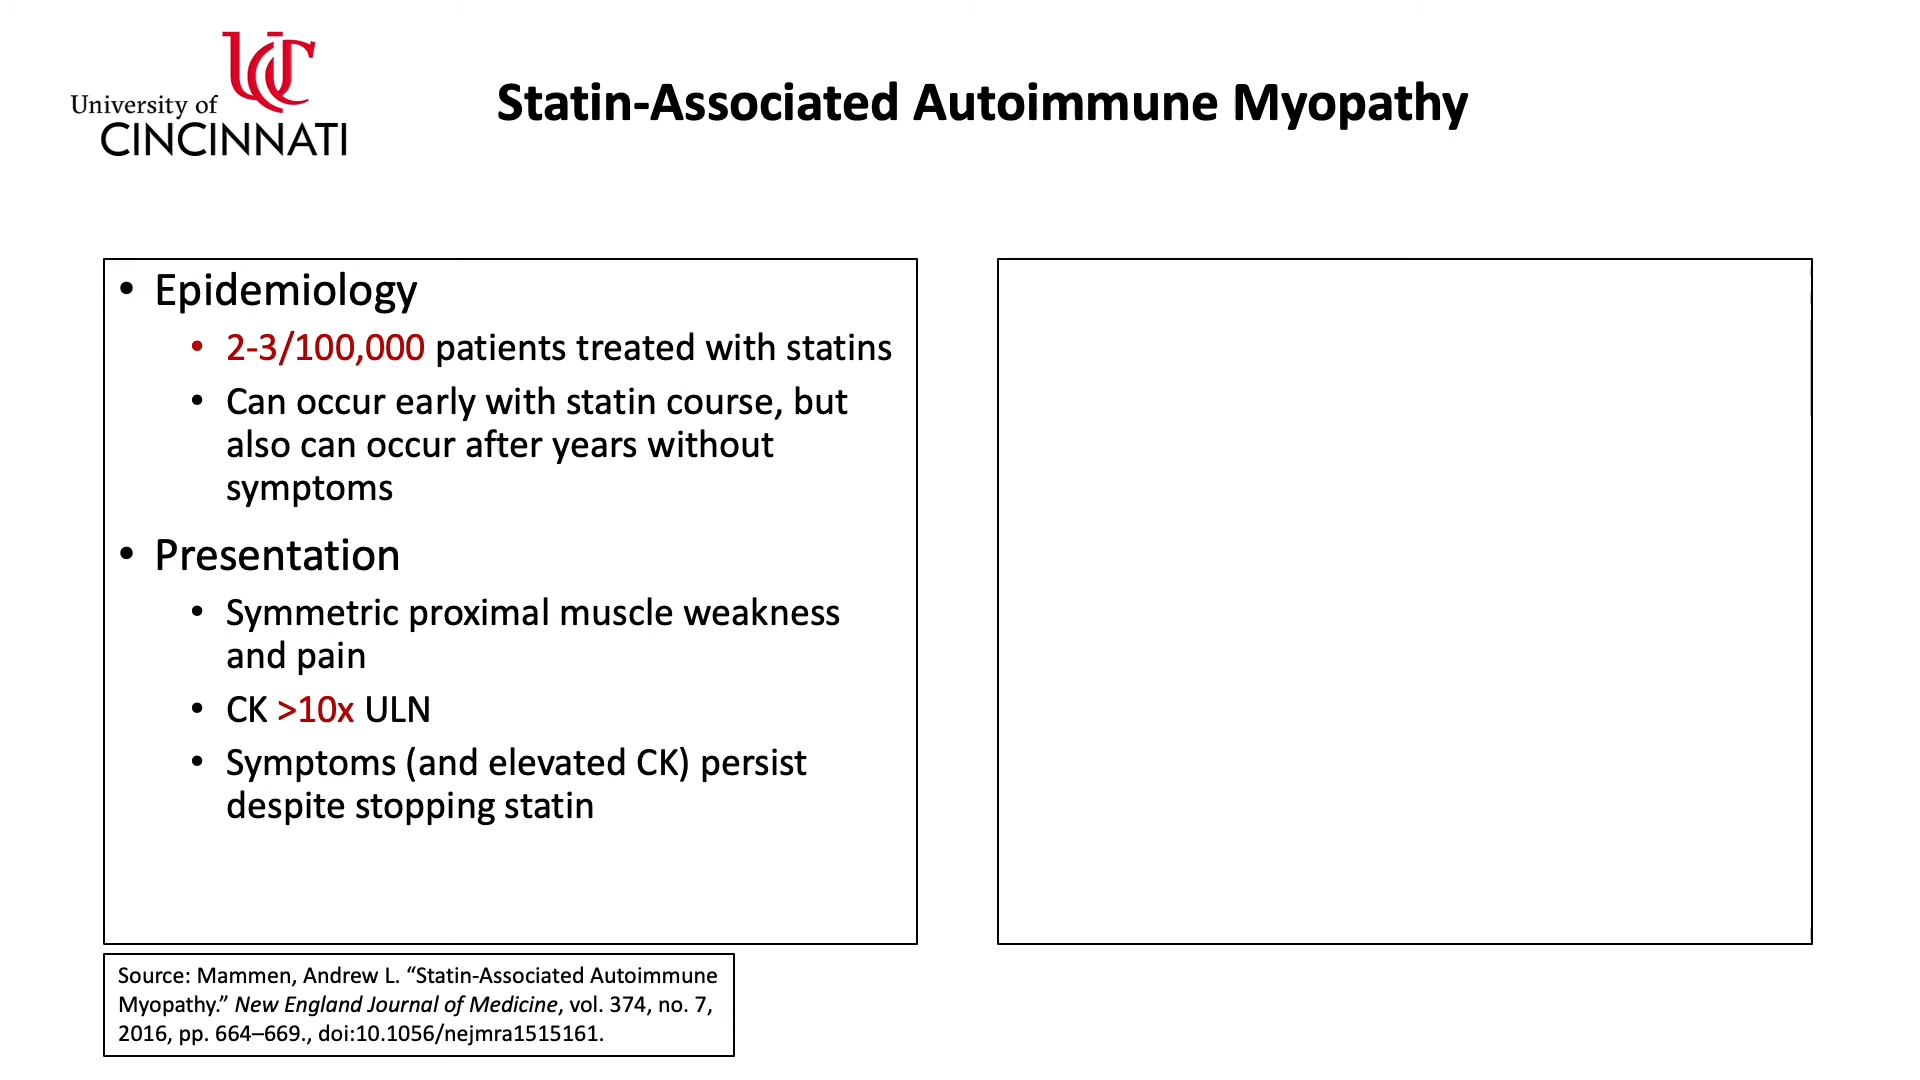 University of
CINCINNATI
Statin-Associated Autoimmune Myopathy
• Epidemiology
• 2-3/100,000 patients treated with statins
• Can occur early with statin course, but
also can occur after years without
symptoms
• Presentation
• Symmetric proximal muscle weakness
and pain
• CK >10x ULN
• Symptoms (and elevated CK) persist
despite stopping statin
Source: Mammen, Andrew L. “Statin-Associated Autoimmune
Myopathy.” New England Journal of Medicine, vol. 374, no. 7,
2016, pp. 664–669., doi:10.1056/nejmra1515161.